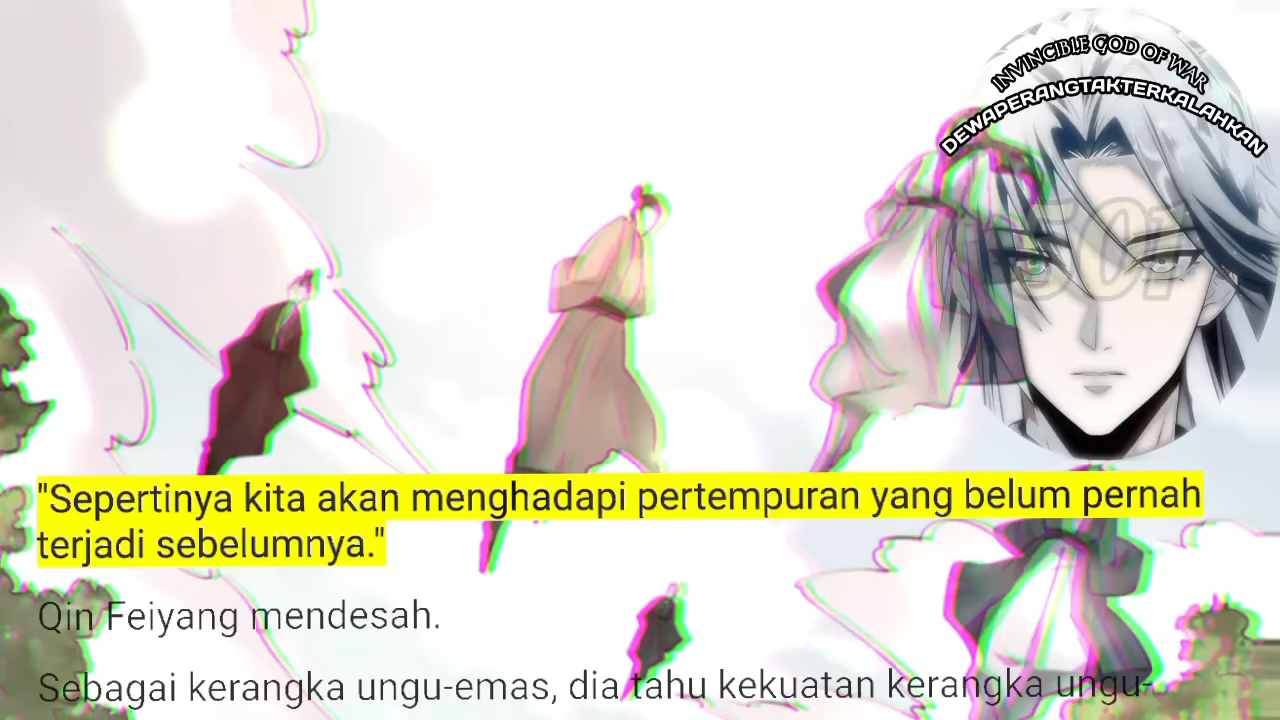 INVINCIBLE GOD OF WAR
DEWAPERANGTAKTERKALAHKAN
501
"Sepertinya kita akan menghadapi pertempuran yang belum pernah
terjadi sebelumnya."
Qin Feiyang mendesah.
Sebagai kerangka ungu-emas, dia tahu kekuatan kerangka ungu-